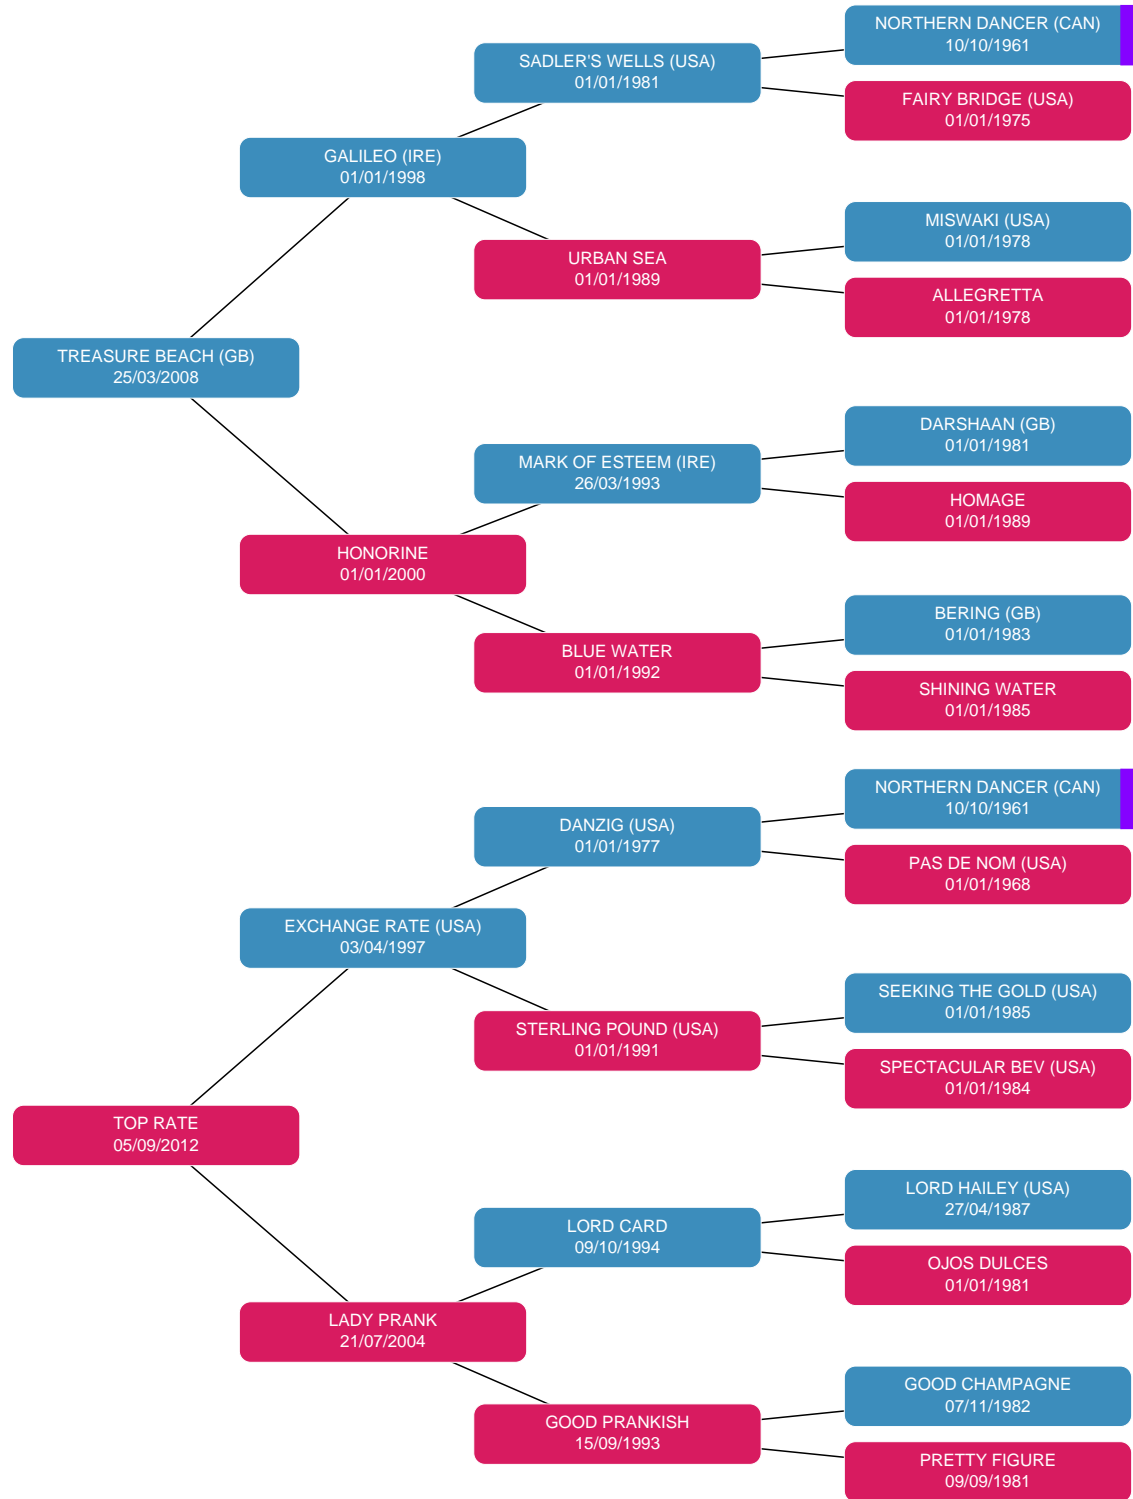 NORTHERN DANCER (CAN)
10/10/1961
SADLER'S WELLS (USA)
01/01/1981
FAIRY BRIDGE (USA)
01/01/1975
GALILEO (IRE)
01/01/1998
MISWAKI (USA)
01/01/1978
URBAN SEA
01/01/1989
ALLEGRETTA
01/01/1978
TREASURE BEACH (GB)
25/03/2008
DARSHAAN (GB)
01/01/1981
MARK OF ESTEEM (IRE)
26/03/1993
HOMAGE
01/01/1989
HONORINE
01/01/2000
BERING (GB)
01/01/1983
BLUE WATER
01/01/1992
SHINING WATER
01/01/1985
NORTHERN DANCER (CAN)
10/10/1961
DANZIG (USA)
01/01/1977
PAS DE NOM (USA)
01/01/1968
EXCHANGE RATE (USA)
03/04/1997
SEEKING THE GOLD (USA)
01/01/1985
STERLING POUND (USA)
01/01/1991
SPECTACULAR BEV (USA)
01/01/1984
TOP RATE
05/09/2012
LORD HAILEY (USA)
27/04/1987
LORD CARD
09/10/1994
OJOS DULCES
01/01/1981
LADY PRANK
21/07/2004
GOOD CHAMPAGNE
07/11/1982
GOOD PRANKISH
15/09/1993
PRETTY FIGURE
09/09/1981